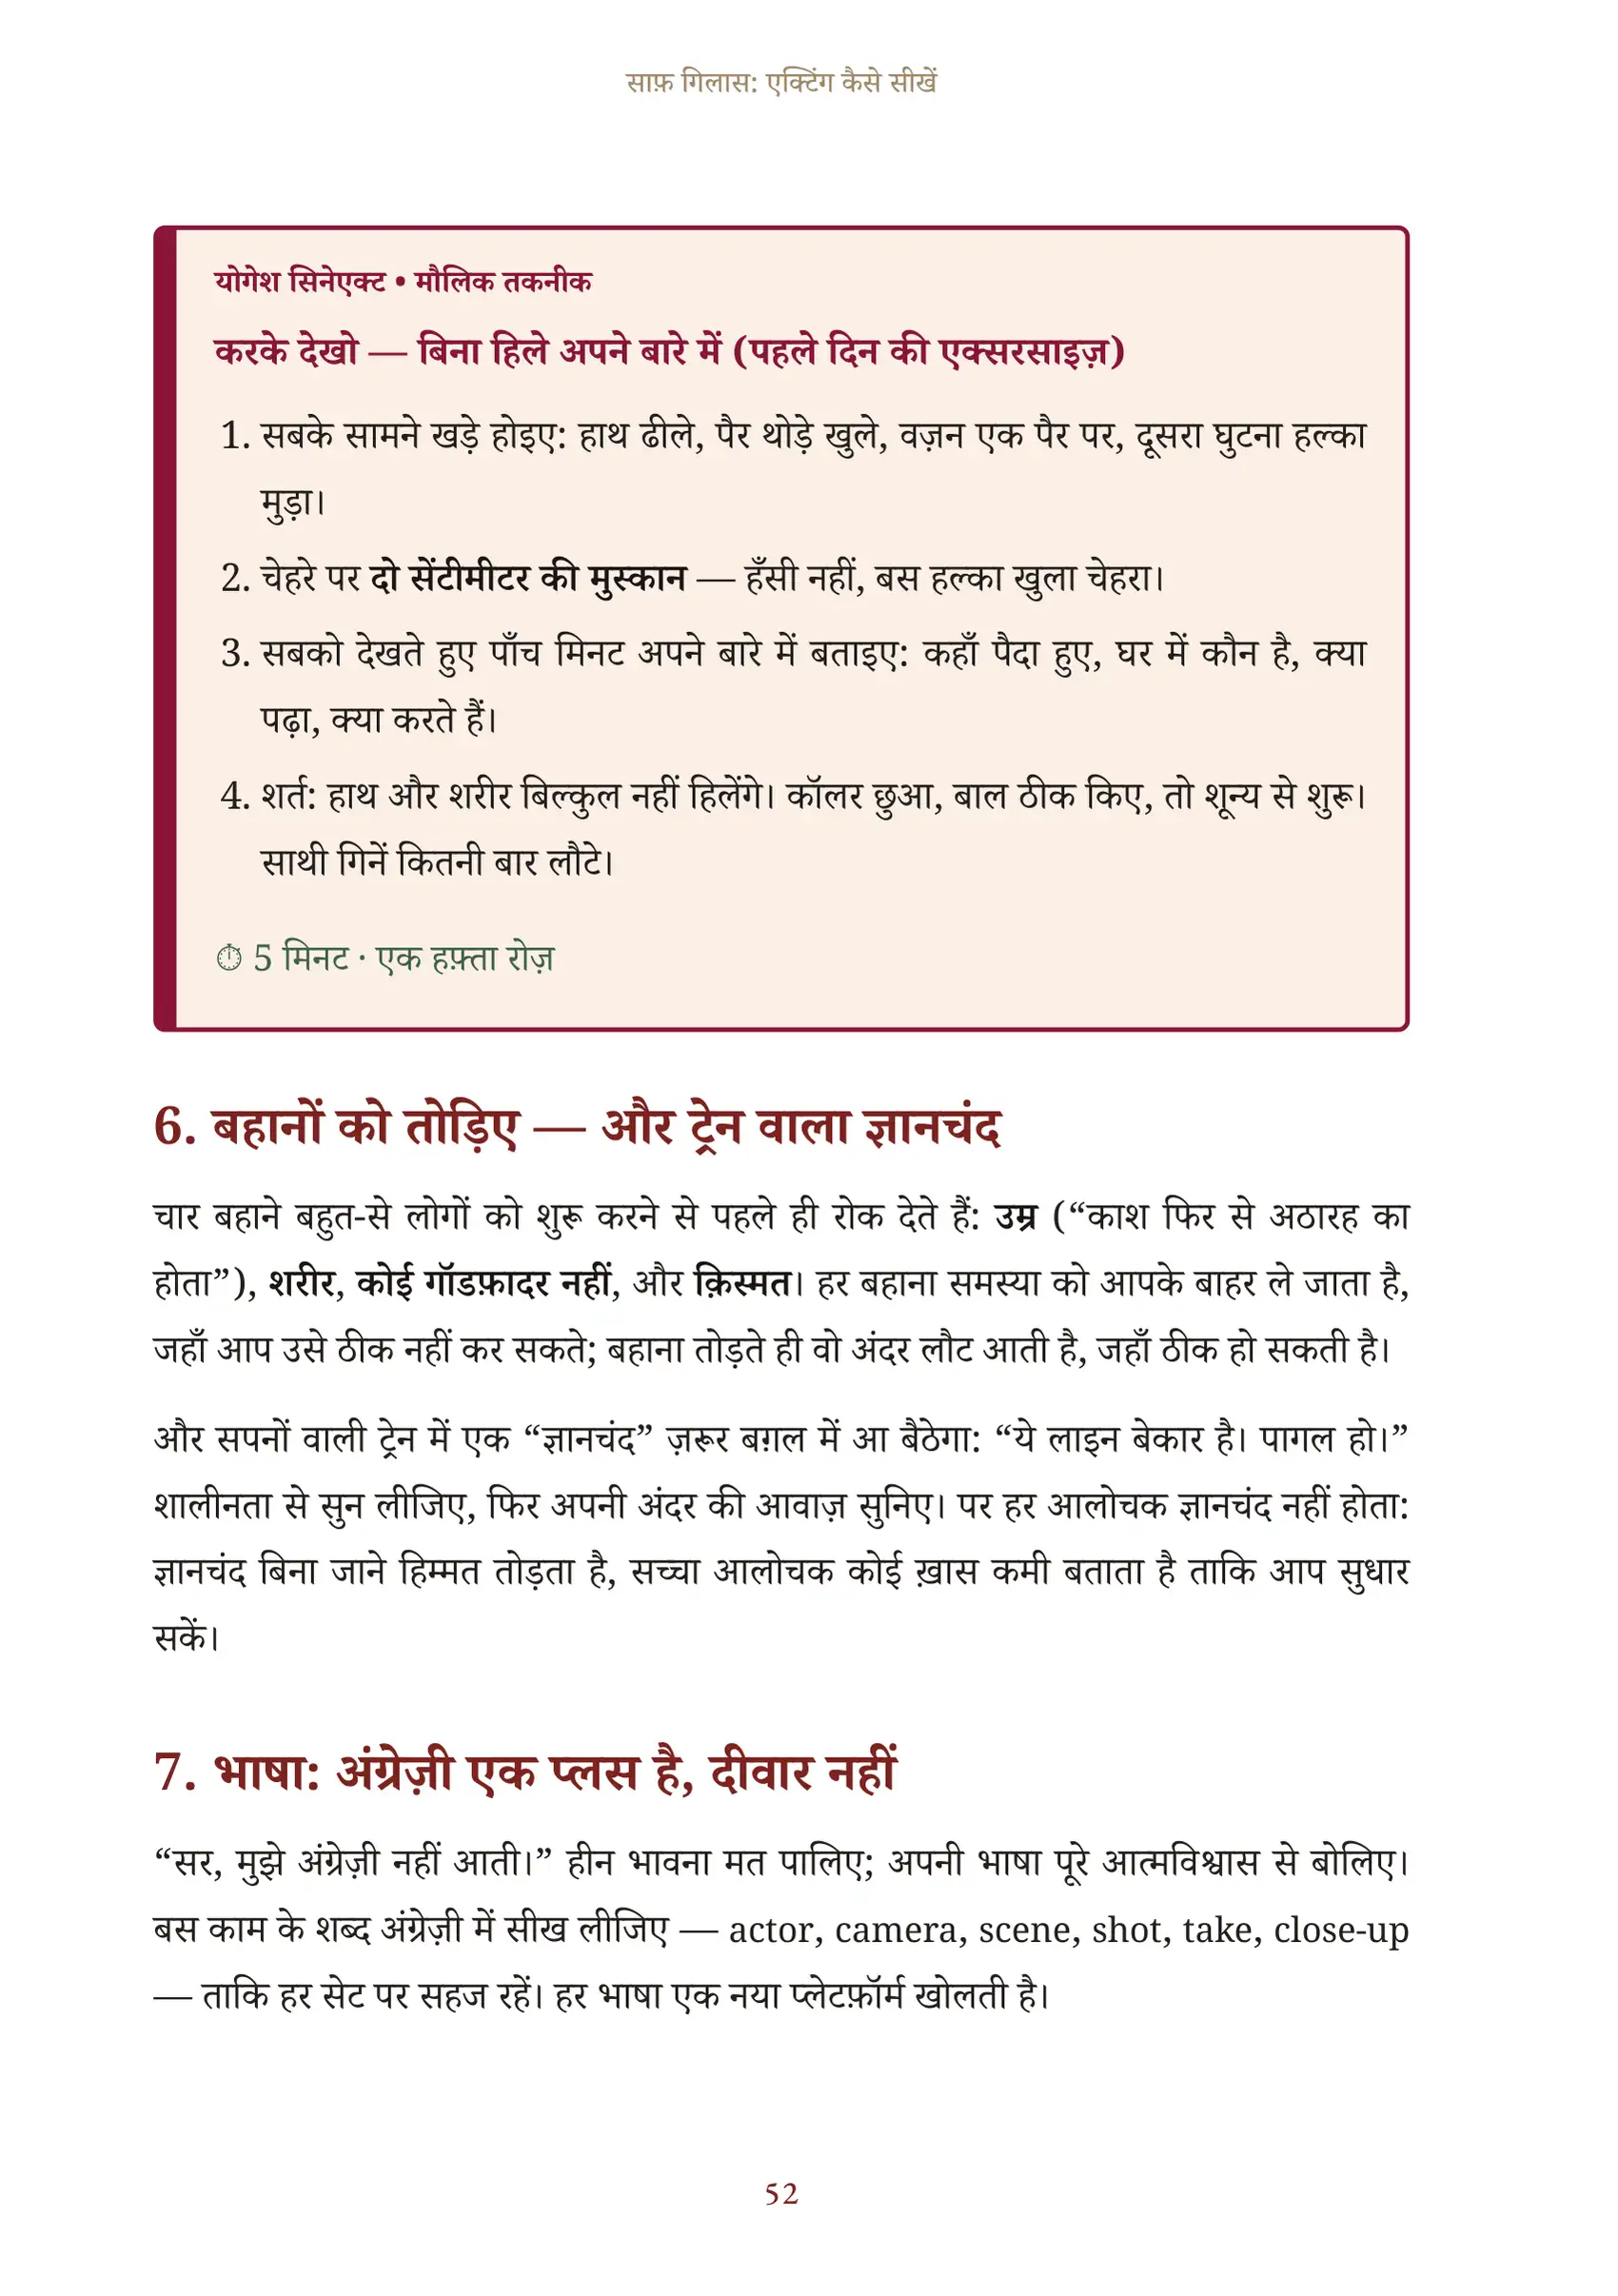 साफ़ गिलास: एक्टिंग कैसे सीखें
योगेश सिनेएक्ट • मौलिक तकनीक
करके देखो — बिना हिले अपने बारे में (पहले दिन की एक्सरसाइज़)
1. सबके सामने खड़े होइए: हाथ ढीले, पैर थोड़े खुले, वज़न एक पैर पर, दूसरा घुटना हल्का
मुड़ा।
2. चेहरे पर दो सेंटीमीटर की मुस्कान — हँसी नहीं, बस हल्का खुला चेहरा।
3. सबको देखते हुए पाँच मिनट अपने बारे में बताइए: कहाँ पैदा हुए, घर में कौन है, क्या
पढ़ा, क्या करते हैं।
4. शर्त: हाथ और शरीर बिल्कुल नहीं हिलेंगे। कॉलर छुआ, बाल ठीक किए, तो शून्य से शुरू।
साथी गिनें कितनी बार लौटे।
⏱ 5 मिनट · एक हफ़्ता रोज़
6. बहानों को तोड़िए — और ट्रेन वाला ज्ञानचंद
चार बहाने बहुत-से लोगों को शुरू करने से पहले ही रोक देते हैं: उम्र (“काश फिर से अठारह का
होता”), शरीर, कोई गॉडफ़ादर नहीं, और क़िस्मत। हर बहाना समस्या को आपके बाहर ले जाता है,
जहाँ आप उसे ठीक नहीं कर सकते; बहाना तोड़ते ही वो अंदर लौट आती है, जहाँ ठीक हो सकती है।
और सपनों वाली ट्रेन में एक “ज्ञानचंद” ज़रूर बग़ल में आ बैठेगा: “ये लाइन बेकार है। पागल हो।”
शालीनता से सुन लीजिए, फिर अपनी अंदर की आवाज़ सुनिए। पर हर आलोचक ज्ञानचंद नहीं होता:
ज्ञानचंद बिना जाने हिम्मत तोड़ता है, सच्चा आलोचक कोई ख़ास कमी बताता है ताकि आप सुधार
सकें।
7. भाषा: अंग्रेज़ी एक प्लस है, दीवार नहीं
“सर, मुझे अंग्रेज़ी नहीं आती।” हीन भावना मत पालिए; अपनी भाषा पूरे आत्मविश्वास से बोलिए।
बस काम के शब्द अंग्रेज़ी में सीख लीजिए — actor, camera, scene, shot, take, close-up
— ताकि हर सेट पर सहज रहें। हर भाषा एक नया प्लेटफ़ॉर्म खोलती है।
52